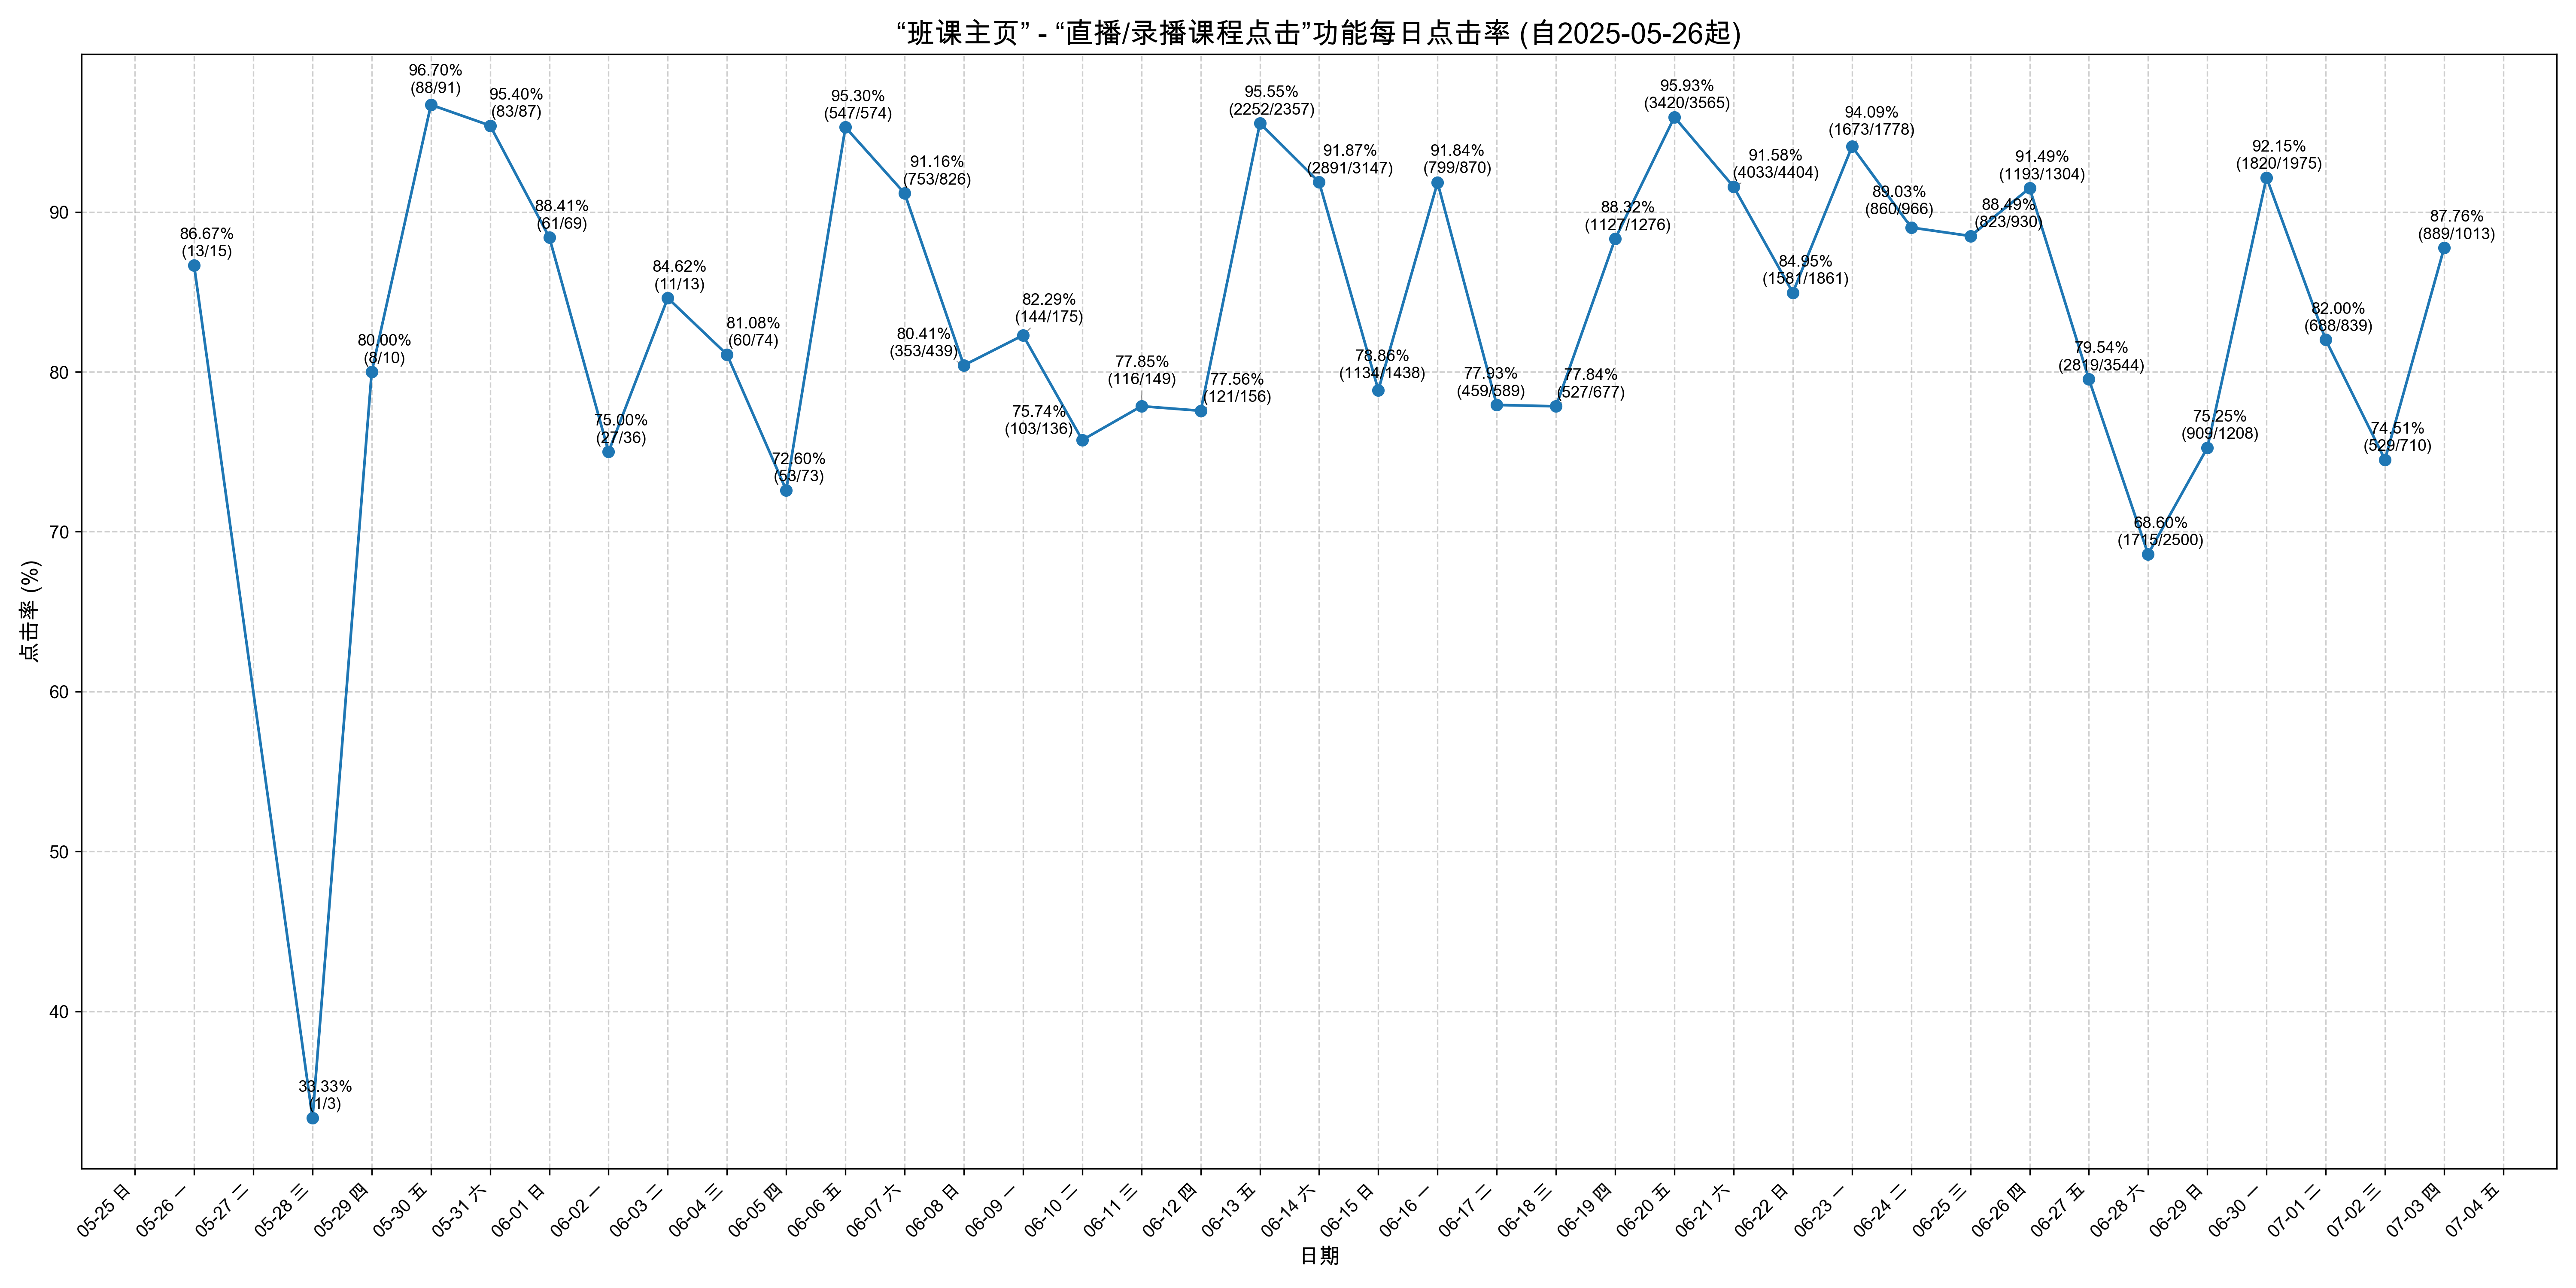 “班课主页” - “直播/录播课程点击”功能每日点击率 (自2025-05-26起)
点击率 (%)
90
80
70
60
50
40
86.67%
(13/15)
33.33%
(1/3)
80.00%
(8/10)
96.70%
(88/91)
95.40%
(83/87)
88.41%
(61/69)
75.00%
(27/36)
84.62%
(11/13)
81.08%
(60/74)
72.60%
(53/73)
95.30%
(547/574)
91.16%
(753/826)
80.41%
(353/439)
82.29%
(144/175)
75.74%
(103/136)
77.85%
(116/149)
77.56%
(121/156)
95.55%
(2252/2357)
91.87%
(2891/3147)
78.86%
(1134/1438)
91.84%
(799/870)
77.93%
(459/589)
77.84%
(527/677)
88.32%
(1127/1276)
95.93%
(3420/3565)
91.58%
(4033/4404)
84.95%
(1581/1861)
94.09%
(1673/1778)
89.03%
(860/966)
88.49%
(823/930)
91.49%
(1193/1304)
79.54%
(2819/3544)
68.60%
(1715/2500)
75.25%
(909/1208)
92.15%
(1820/1975)
82.00%
(688/839)
74.51%
(529/710)
87.76%
(889/1013)
05-25 日
05-26 一
05-27 二
05-28 三
05-29 四
05-30 五
05-31 六
06-01 日
06-02 一
06-03 二
06-04 三
06-05 四
06-06 五
06-07 六
06-08 日
06-09 一
06-10 二
06-11 三
06-12 四
06-13 五
06-14 六
06-15 日
06-16 一
06-17 二
06-18 三
06-19 四
06-20 五
06-21 六
06-22 日
06-23 一
06-24 二
06-25 三
06-26 四
06-27 五
06-28 六
06-29 日
06-30 一
07-01 二
07-02 三
07-03 四
07-04 五
日期